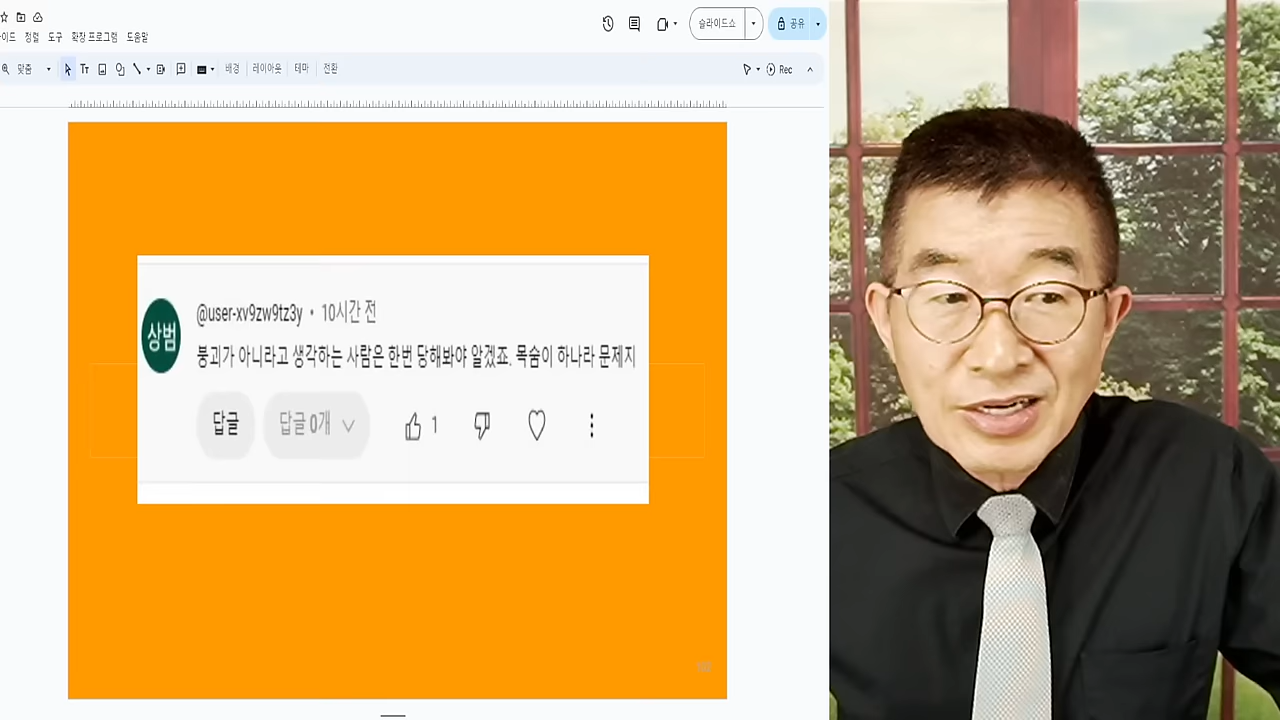 이드 정렬 도구 확장 프로그램 도움말
슬라이드쇼
공유
맞춤
배경 레이아웃 테마 전환
Rec
상범
@user-xv9zw9tz3y • 10시간 전
붕괴가 아니라고 생각하는 사람은 한번 당해봐야 알겠죠. 목숨이 하나라 문제지
답글
답글 0개
1